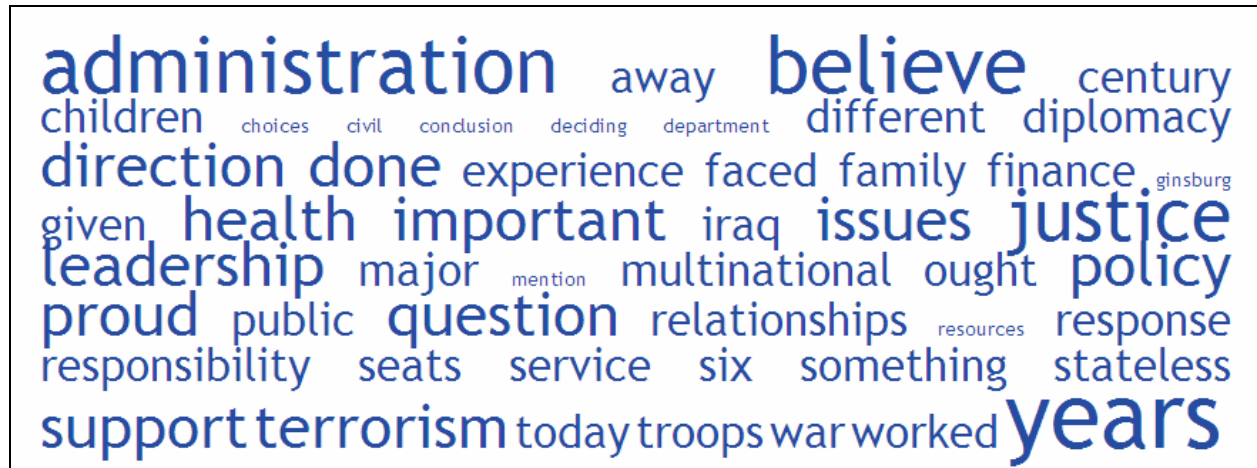 administration away believe century
children choices civil conclusion deciding department different diplomacy
direction done experience faced family finance ginsburg
given health important iraq issues justice
leadership major mention multinational ought policy
proud public question relationships resources response
responsibility seats service six something stateless
support terrorism today troops war worked years